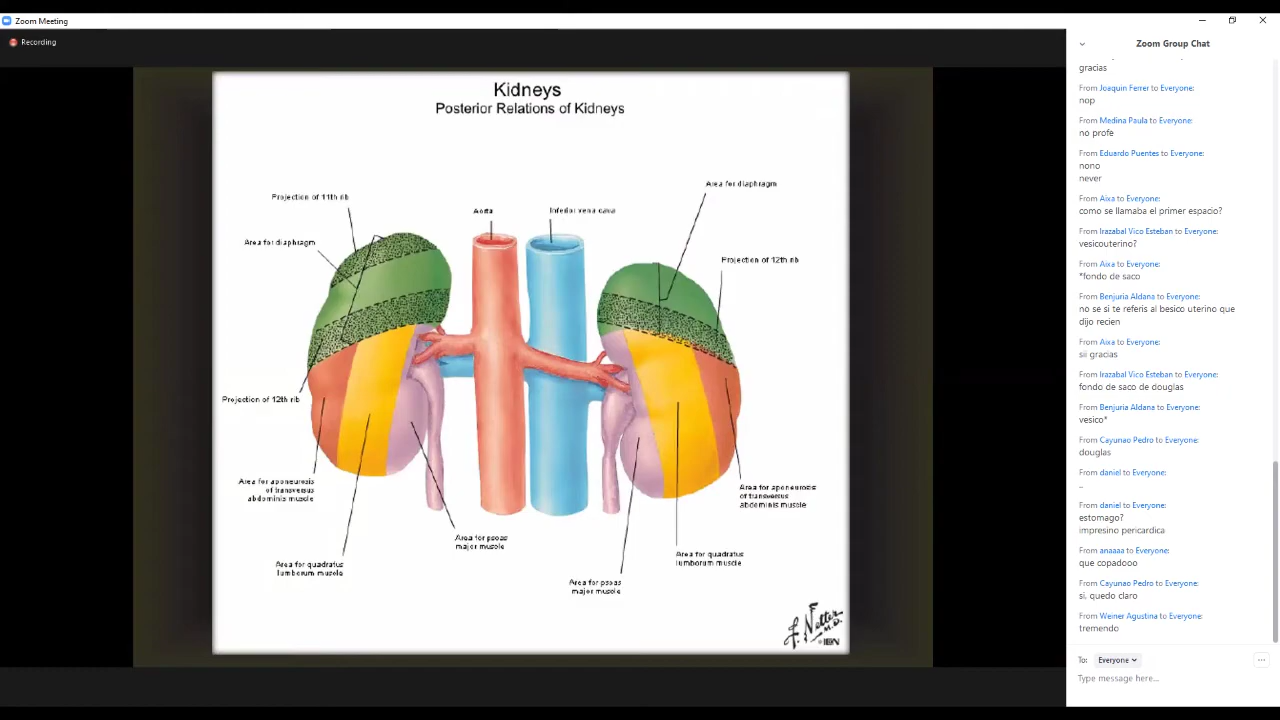 Zoom Meeting
Recording
Kidneys
Posterior Relations of Kidneys
Area for diaphragm
Projection of 11th rib
Aorta
Inferior vena cava
Area for diaphragm
Projection of 12th rib
Projection of 12th rib
Area for aponeurosis
of transversus
abdominis muscle
Area for aponeurosis
of transversus
abdominis muscle
Area for psoas
major muscle
Area for quadratus
lumborum muscle
Area for quadratus
lumborum muscle
Area for psoas
major muscle
F. Netter
M.D.
Zoom Group Chat
gracias
From Joaquin Ferrer to Everyone:
nop
From Medina Paula to Everyone:
no profe
From Eduardo Puentes to Everyone:
nono
never
From Aixa to Everyone:
como se llamaba el primer espacio?
From Irazabal Vico Esteban to Everyone:
vesicouterino?
From Aixa to Everyone:
*fondo de saco
From Benjuria Aldana to Everyone:
no se si te referis al besico uterino que
dijo recien
From Aixa to Everyone:
sii gracias
From Irazabal Vico Esteban to Everyone:
fondo de saco de douglas
From Benjuria Aldana to Everyone:
vesico*
From Cayunao Pedro to Everyone:
douglas
From daniel to Everyone:
_
From daniel to Everyone:
estomago?
impresino pericardica
From anaaaa to Everyone:
que copadooo
From Cayunao Pedro to Everyone:
si, quedo claro
From Weiner Agustina to Everyone:
tremendo
To: Everyone
Type message here...